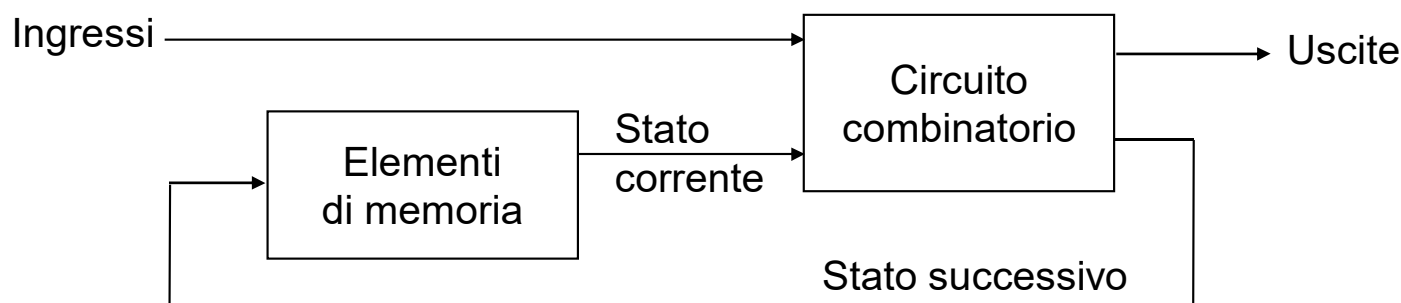 Ingressi
Uscite
Circuito
combinatorio
Stato
corrente
Elementi
di memoria
Stato successivo